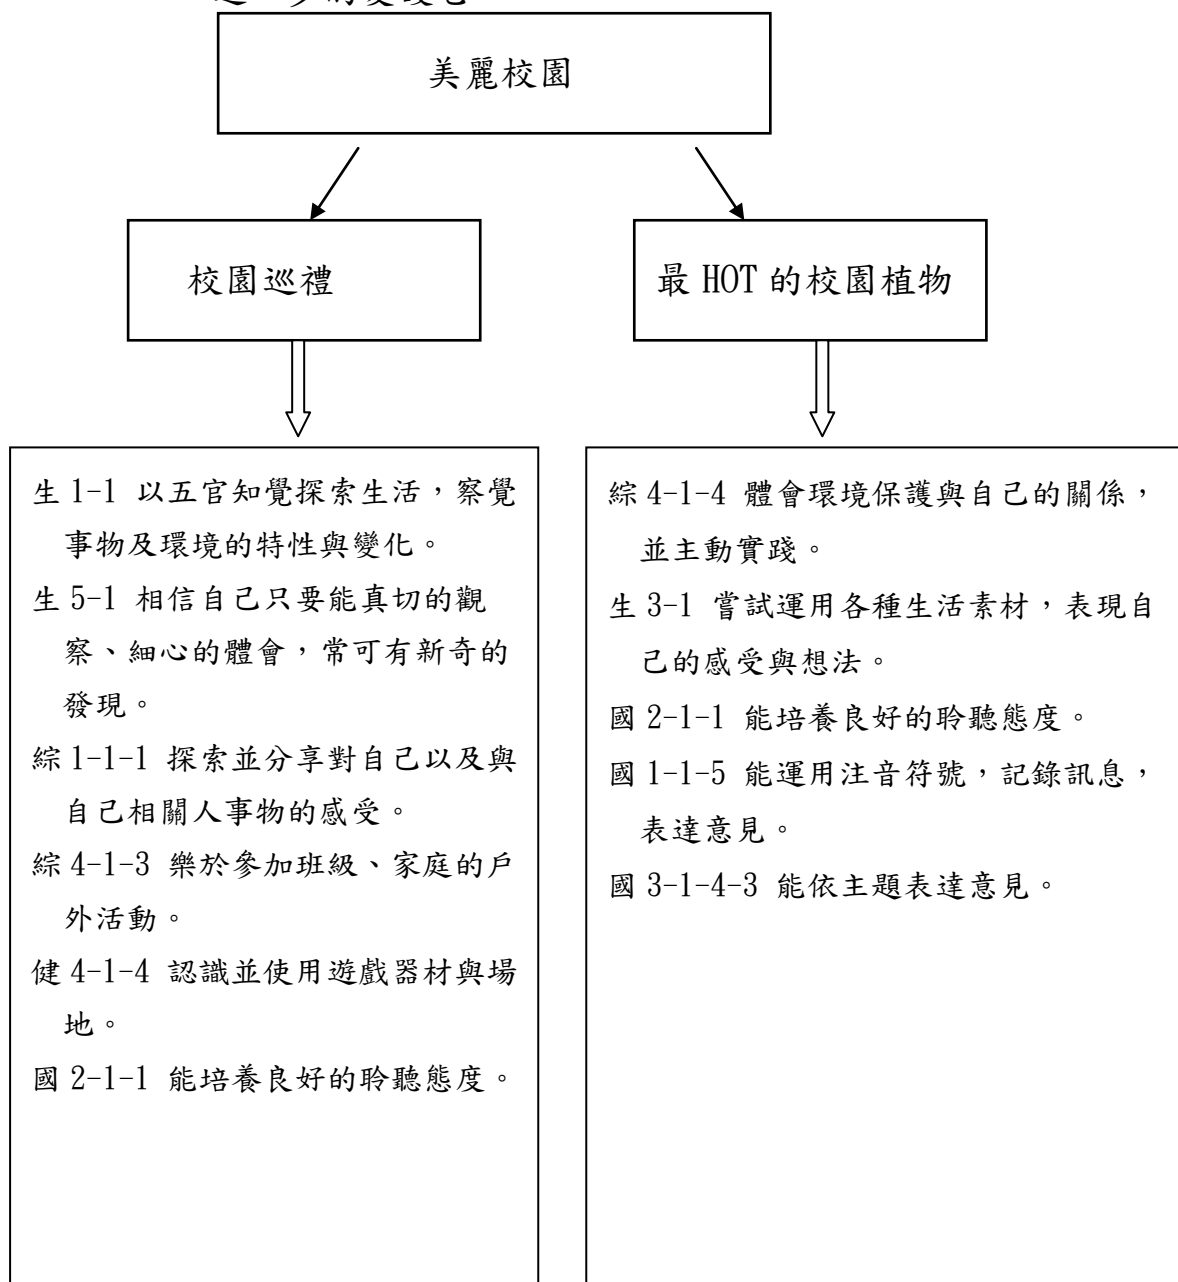 美麗校園
校園巡禮
最 HOT 的校園植物
生 1-1 以五官知覺探索生活，察覺
事物及環境的特性與變化。
生 5-1 相信自己只要能真切的觀
察、細心的體會，常可有新奇的
發現。
綜 1-1-1 探索並分享對自己以及與
自己相關人事物的感受。
綜 4-1-3 樂於參加班級、家庭的戶
外活動。
健 4-1-4 認識並使用遊戲器材與場
地。
國 2-1-1 能培養良好的聆聽態度。
綜 4-1-4 體會環境保護與自己的關係，
並主動實踐。
生 3-1 嘗試運用各種生活素材，表現自
己的感受與想法。
國 2-1-1 能培養良好的聆聽態度。
國 1-1-5 能運用注音符號，記錄訊息，
表達意見。
國 3-1-4-3 能依主題表達意見。